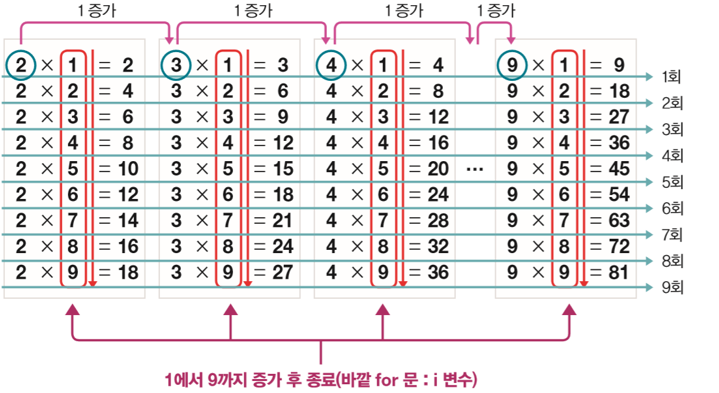 1 증가 1 증가 1 증가 1 증가
2 × 1 = 2 3 × 1 = 3 4 × 1 = 4 9 × 1 = 9
1회
2 × 2 = 4 3 × 2 = 6 4 × 2 = 8 9 × 2 = 18
2회
2 × 3 = 6 3 × 3 = 9 4 × 3 = 12 9 × 3 = 27
3회
2 × 4 = 8 3 × 4 = 12 4 × 4 = 16 9 × 4 = 36
4회
2 × 5 = 10 3 × 5 = 15 4 × 5 = 20 ··· 9 × 5 = 45
5회
2 × 6 = 12 3 × 6 = 18 4 × 6 = 24 9 × 6 = 54
6회
2 × 7 = 14 3 × 7 = 21 4 × 7 = 28 9 × 7 = 63
7회
2 × 8 = 16 3 × 8 = 24 4 × 8 = 32 9 × 8 = 72
8회
2 × 9 = 18 3 × 9 = 27 4 × 9 = 36 9 × 9 = 81
9회
1에서 9까지 증가 후 종료(바깥 for 문 : i 변수)